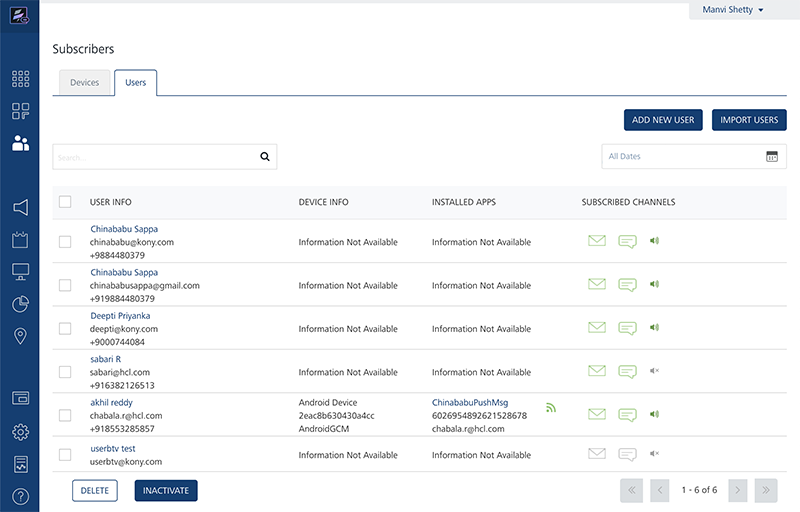 Manvi Shetty
Subscribers
Devices
Users
ADD NEW USER
IMPORT USERS
Search...
All Dates
USER INFO DEVICE INFO INSTALLED APPS SUBSCRIBED CHANNELS
Chinababu Sappa
chinababu@kony.com Information Not Available Information Not Available
+9884480379
Chinababu Sappa
chinababusappa@gmail.com Information Not Available Information Not Available
+919884480379
Deepti Priyanka
deepti@kony.com Information Not Available Information Not Available
+9000744084
sabari R
sabari@hcl.com Information Not Available Information Not Available
+916382126513
akhil reddy Android Device ChinababuPushMsg
chabala.r@hcl.com 2eac8b630430a4cc 6026954892621528678
+918553285857 AndroidGCM chabala.r@hcl.com
userbtv test
userbtv@kony.com Information Not Available Information Not Available
DELETE
INACTIVATE
1 - 6 of 6